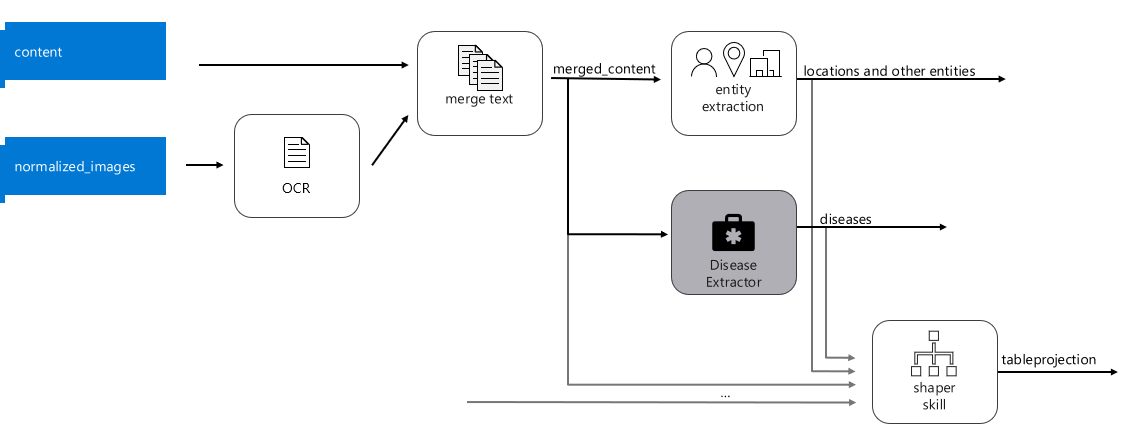 content
merge text
merged_content
entity
extraction
locations and other entities
normalized_images
OCR
diseases
Disease
Extractor
...
shaper
skill
tableprojection